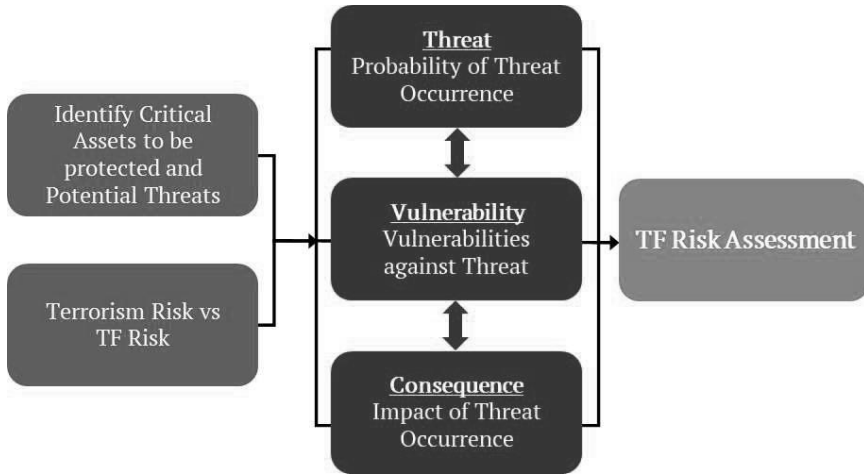 Identify Critical
Assets to be
protected and
Potential Threats
Terrorism Risk vs
TF Risk
Threat
Probability of Threat
Occurrence
Vulnerability
Vulnerabilities
against Threat
Consequence
Impact of Threat
Occurrence
TF Risk Assessment